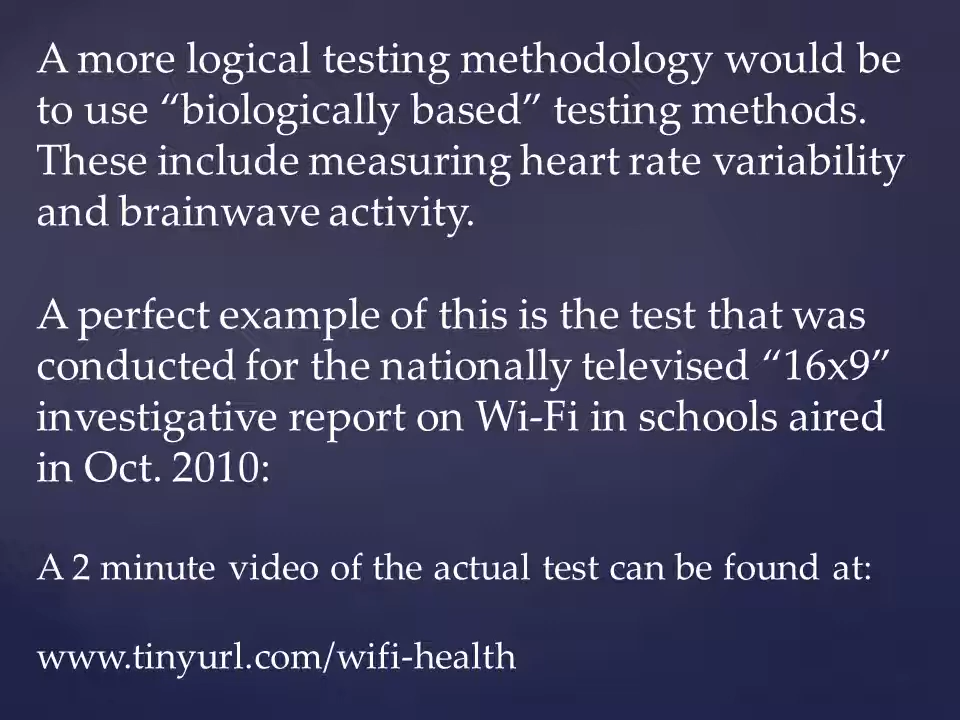 A more logical testing methodology would be
to use “biologically based” testing methods.
These include measuring heart rate variability
and brainwave activity.
A perfect example of this is the test that was
conducted for the nationally televised “16x9”
investigative report on Wi-Fi in schools aired
in Oct. 2010:
A 2 minute video of the actual test can be found at:
www.tinyurl.com/wifi-health